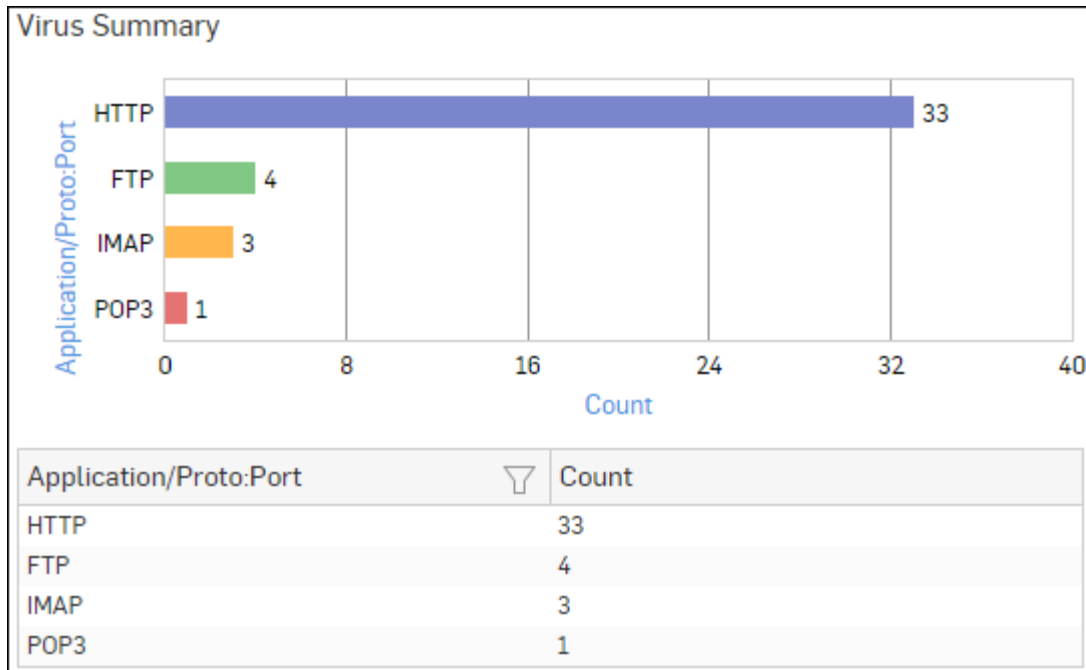 Virus Summary
Application/Proto:Port
HTTP 33
FTP 4
IMAP 3
POP3 1
0 8 16 24 32 40
Count
Application/Proto:Port Count
HTTP 33
FTP 4
IMAP 3
POP3 1